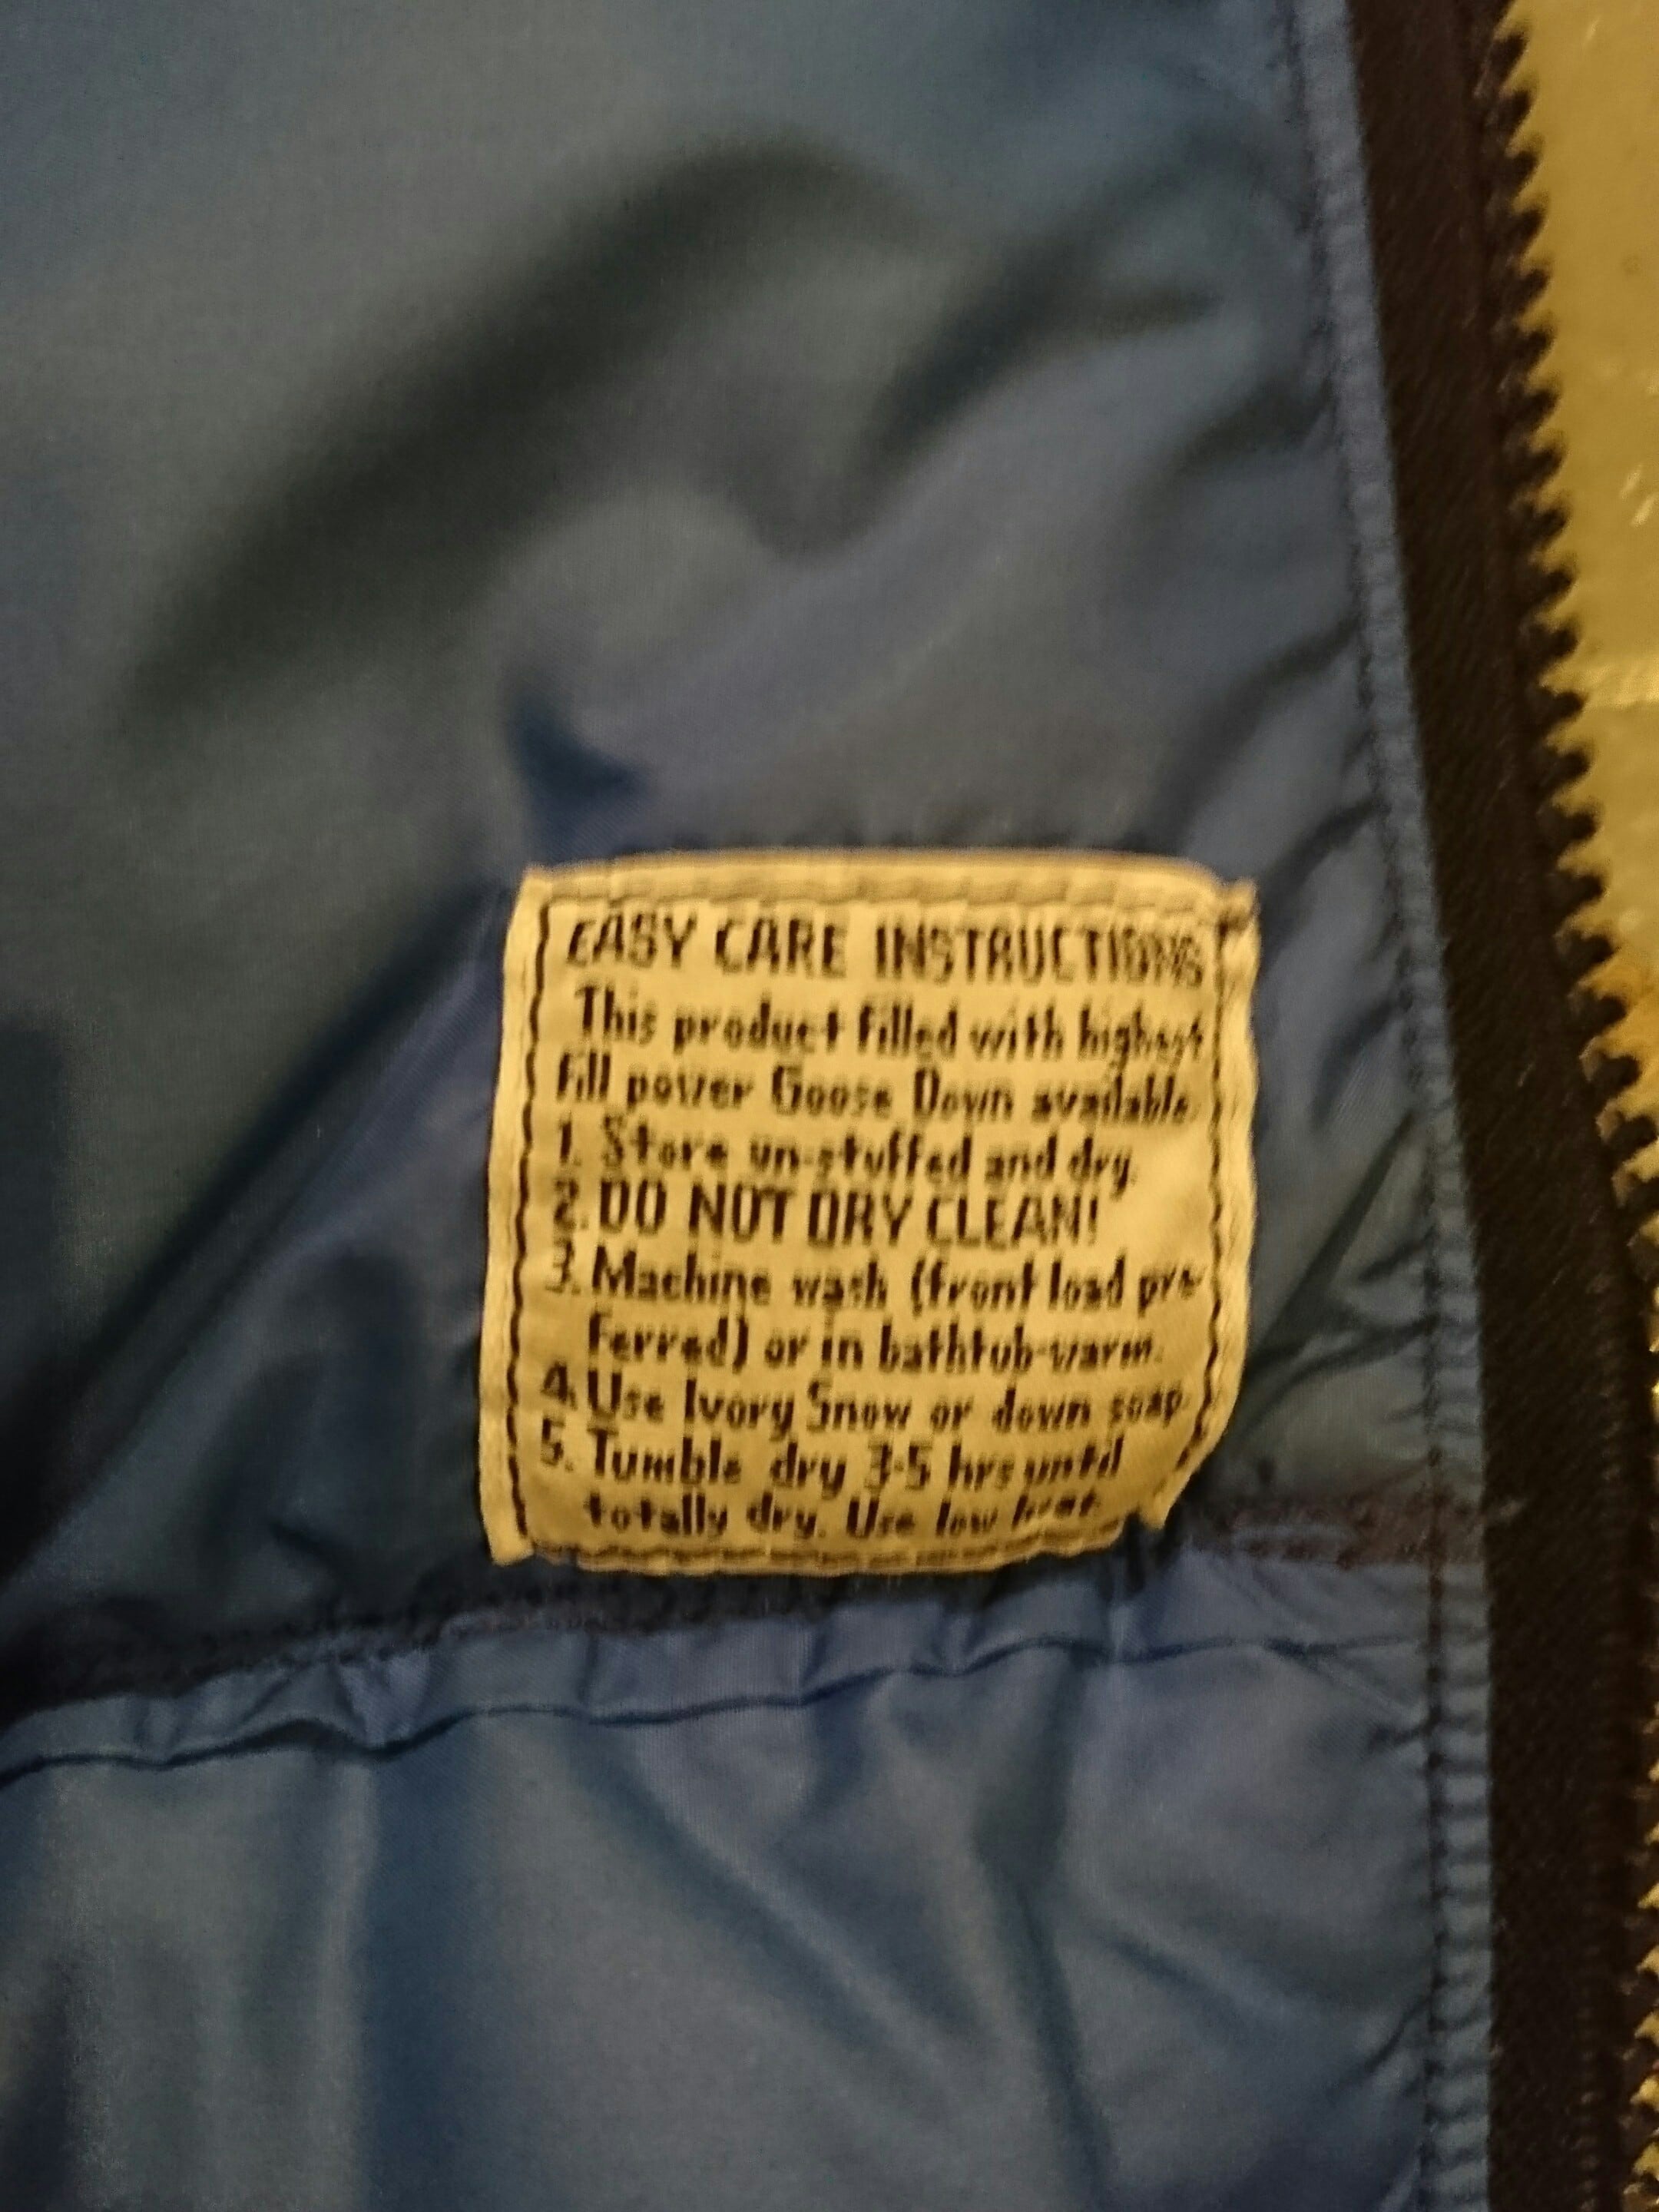 EASY CARE INSTRUCTIONS
This product filled with highest
fill power Goose Down available.
1. Store un-stuffed and dry.
2. DO NOT DRY CLEAN!
3. Machine wash (front load pre-
ferred) or in bathtub-warm.
4. Use Ivory Snow or down soap.
5. Tumble dry 3-5 hrs until
totally dry. Use low heat.